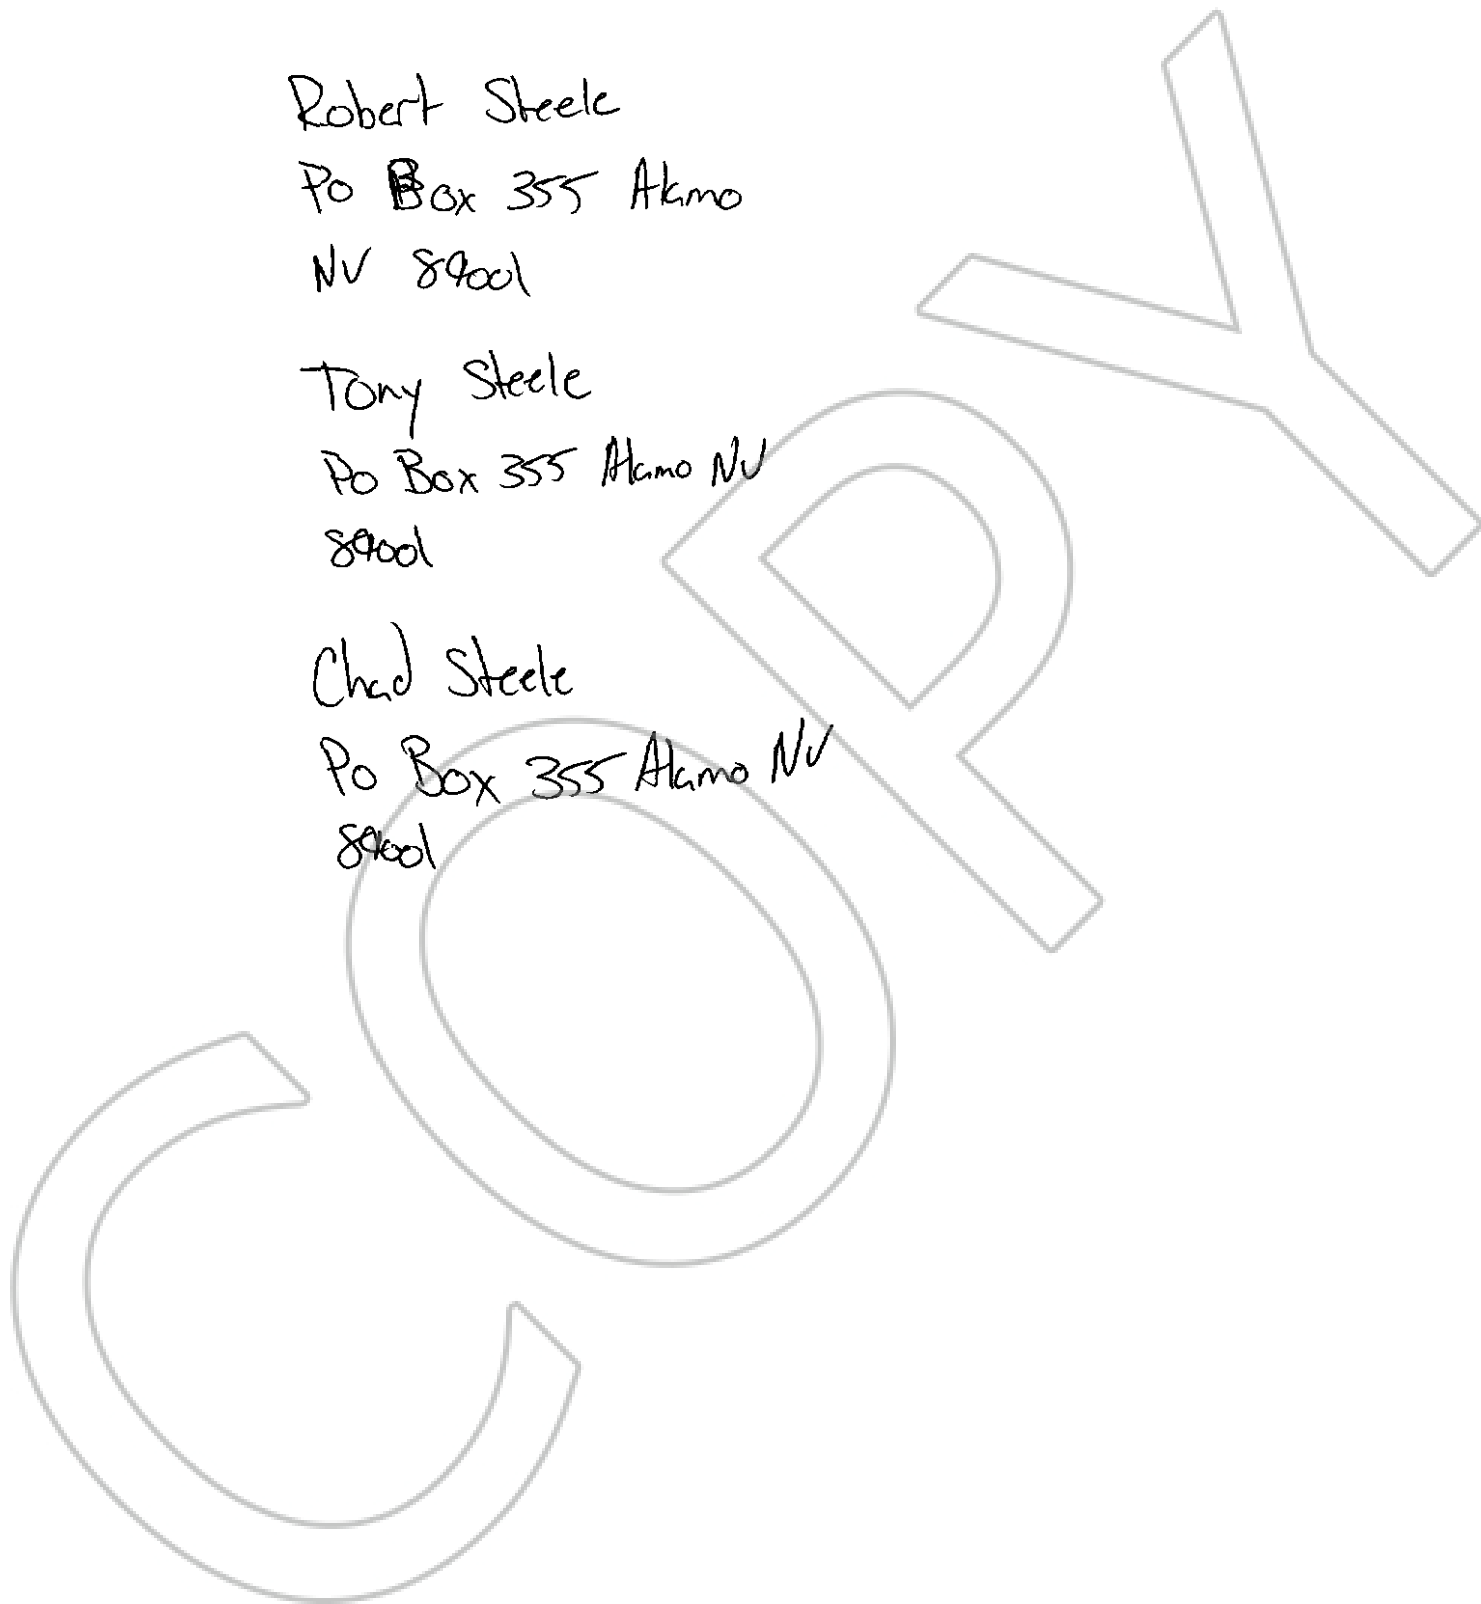 Robert Steele
Po Box 355 Alamo
NV 89001
Tony Steele
Po Box 355 Alamo NV
89001
Chad Steele
Po Box 355 Alamo NV
89001
COPY